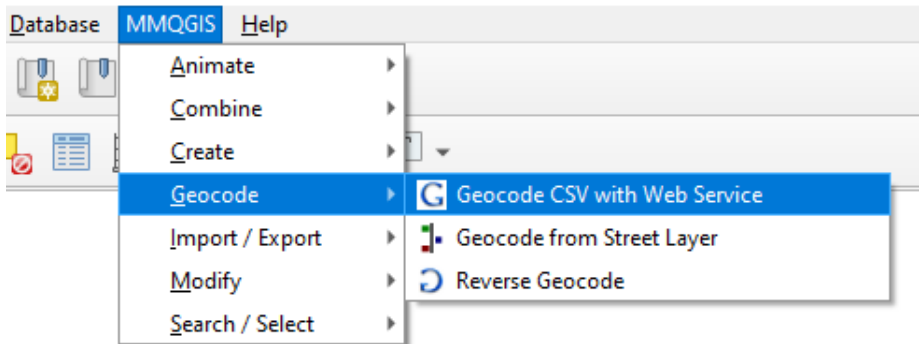 Database MMQGIS Help
Animate
Combine
Create
Geocode
Geocode CSV with Web Service
Import / Export
Geocode from Street Layer
Modify
Reverse Geocode
Search / Select